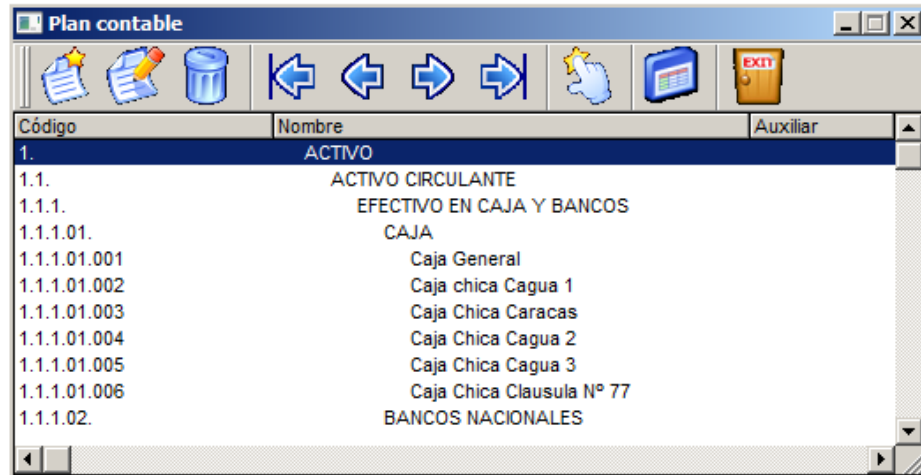 Plan contable
EXIT
Código Nombre Auxiliar
1. ACTIVO
1.1. ACTIVO CIRCULANTE
1.1.1. EFECTIVO EN CAJA Y BANCOS
1.1.1.01. CAJA
1.1.1.01.001 Caja General
1.1.1.01.002 Caja chica Cagua 1
1.1.1.01.003 Caja Chica Caracas
1.1.1.01.004 Caja Chica Cagua 2
1.1.1.01.005 Caja Chica Cagua 3
1.1.1.01.006 Caja Chica Clausula Nº 77
1.1.1.02. BANCOS NACIONALES